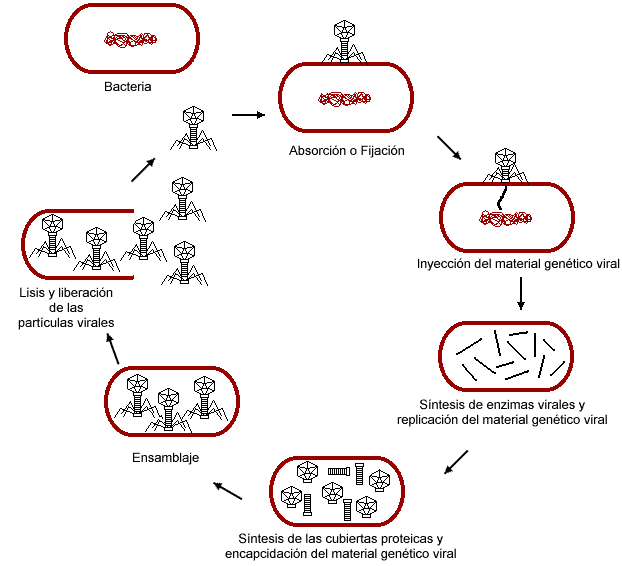 Bacteria
Absorción o Fijación
Inyección del material genético viral
Síntesis de enzimas virales y
replicación del material genético viral
Síntesis de las cubiertas proteicas y
encapcidación del material genético viral
Ensamblaje
Lisis y liberación
de las
partículas virales